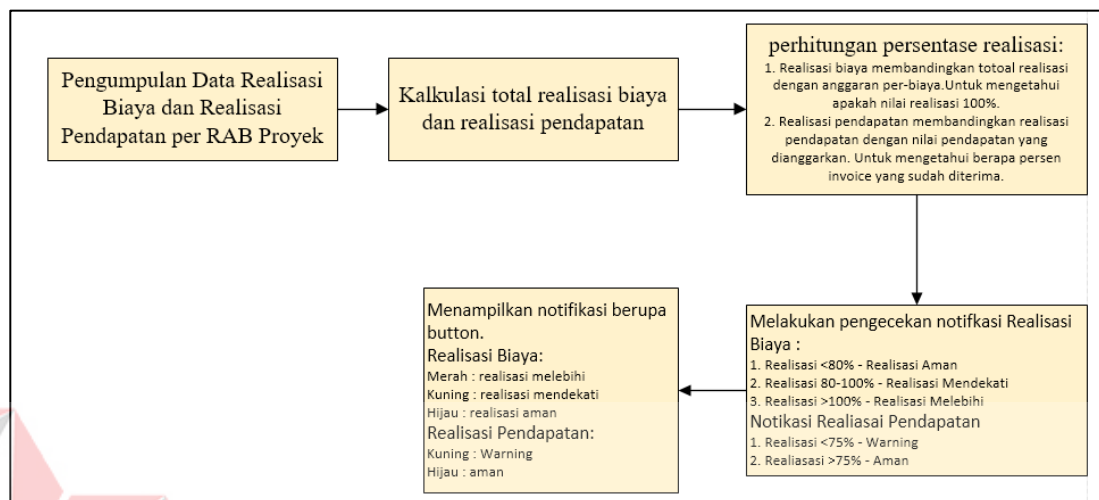 Pengumpulan Data Realisasi
Biaya dan Realisasi
Pendapatan per RAB Proyek
Kalkulasi total realisasi biaya
dan realisasi pendapatan
perhitungan persentase realisasi:
1. Realisasi biaya membandingkan totoal realisasi
dengan anggaran per-biaya.Untuk mengetahui
apakah nilai realisasi 100%.
2. Realisasi pendapatan membandingkan realisasi
pendapatan dengan nilai pendapatan yang
dianggarkan. Untuk mengetahui berapa persen
invoice yang sudah diterima.
Melakukan pengecekan notifkasi Realisasi
Biaya :
1. Realisasi <80% - Realisasi Aman
2. Realisasi 80-100% - Realisasi Mendekati
3. Realisasi >100% - Realisasi Melebihi
Notikasi Realiasai Pendapatan
1. Realisasi <75% - Warning
2. Realiasasi >75% - Aman
Menampilkan notifikasi berupa
button.
Realisasi Biaya:
Merah : realisasi melebihi
Kuning : realisasi mendekati
Hijau : realisasi aman
Realisasi Pendapatan:
Kuning : Warning
Hijau : aman